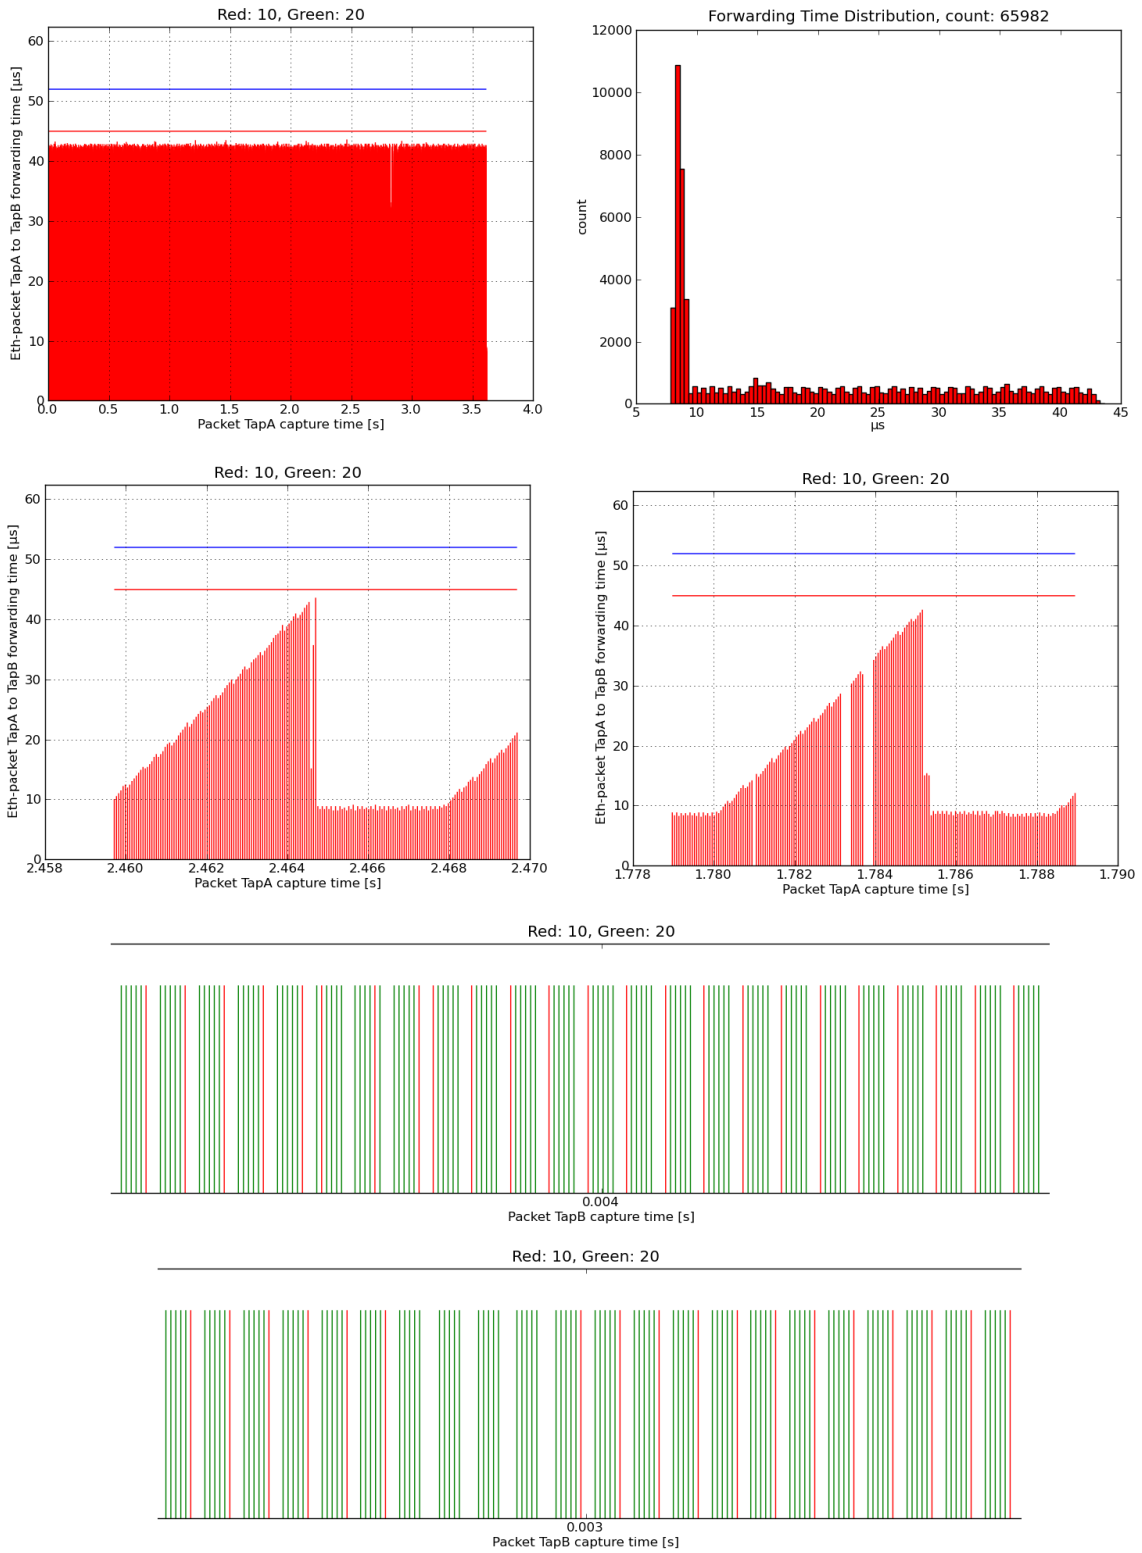 Red: 10, Green: 20
Eth-packet TapA to TapB forwarding time [µs]
60
50
40
30
20
10
0
0.0 0.5 1.0 1.5 2.0 2.5 3.0 3.5 4.0
Packet TapA capture time [s]
Forwarding Time Distribution, count: 65982
count
12000
10000
8000
6000
4000
2000
0
5 10 15 20 25 30 35 40 45
µs
Red: 10, Green: 20
Eth-packet TapA to TapB forwarding time [µs]
60
50
40
30
20
10
0
2.458 2.460 2.462 2.464 2.466 2.468 2.470
Packet TapA capture time [s]
Red: 10, Green: 20
Eth-packet TapA to TapB forwarding time [µs]
60
50
40
30
20
10
0
1.778 1.780 1.782 1.784 1.786 1.788 1.790
Packet TapA capture time [s]
Red: 10, Green: 20
0.004
Packet TapB capture time [s]
Red: 10, Green: 20
0.003
Packet TapB capture time [s]